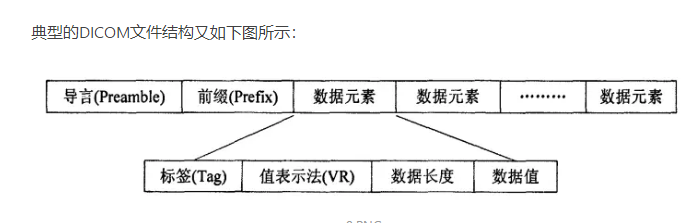 典型的DICOM文件结构又如下图所示：
导言(Preamble) 前缀(Prefix) 数据元素 数据元素 ……… 数据元素
标签(Tag) 值表示法(VR) 数据长度 数据值